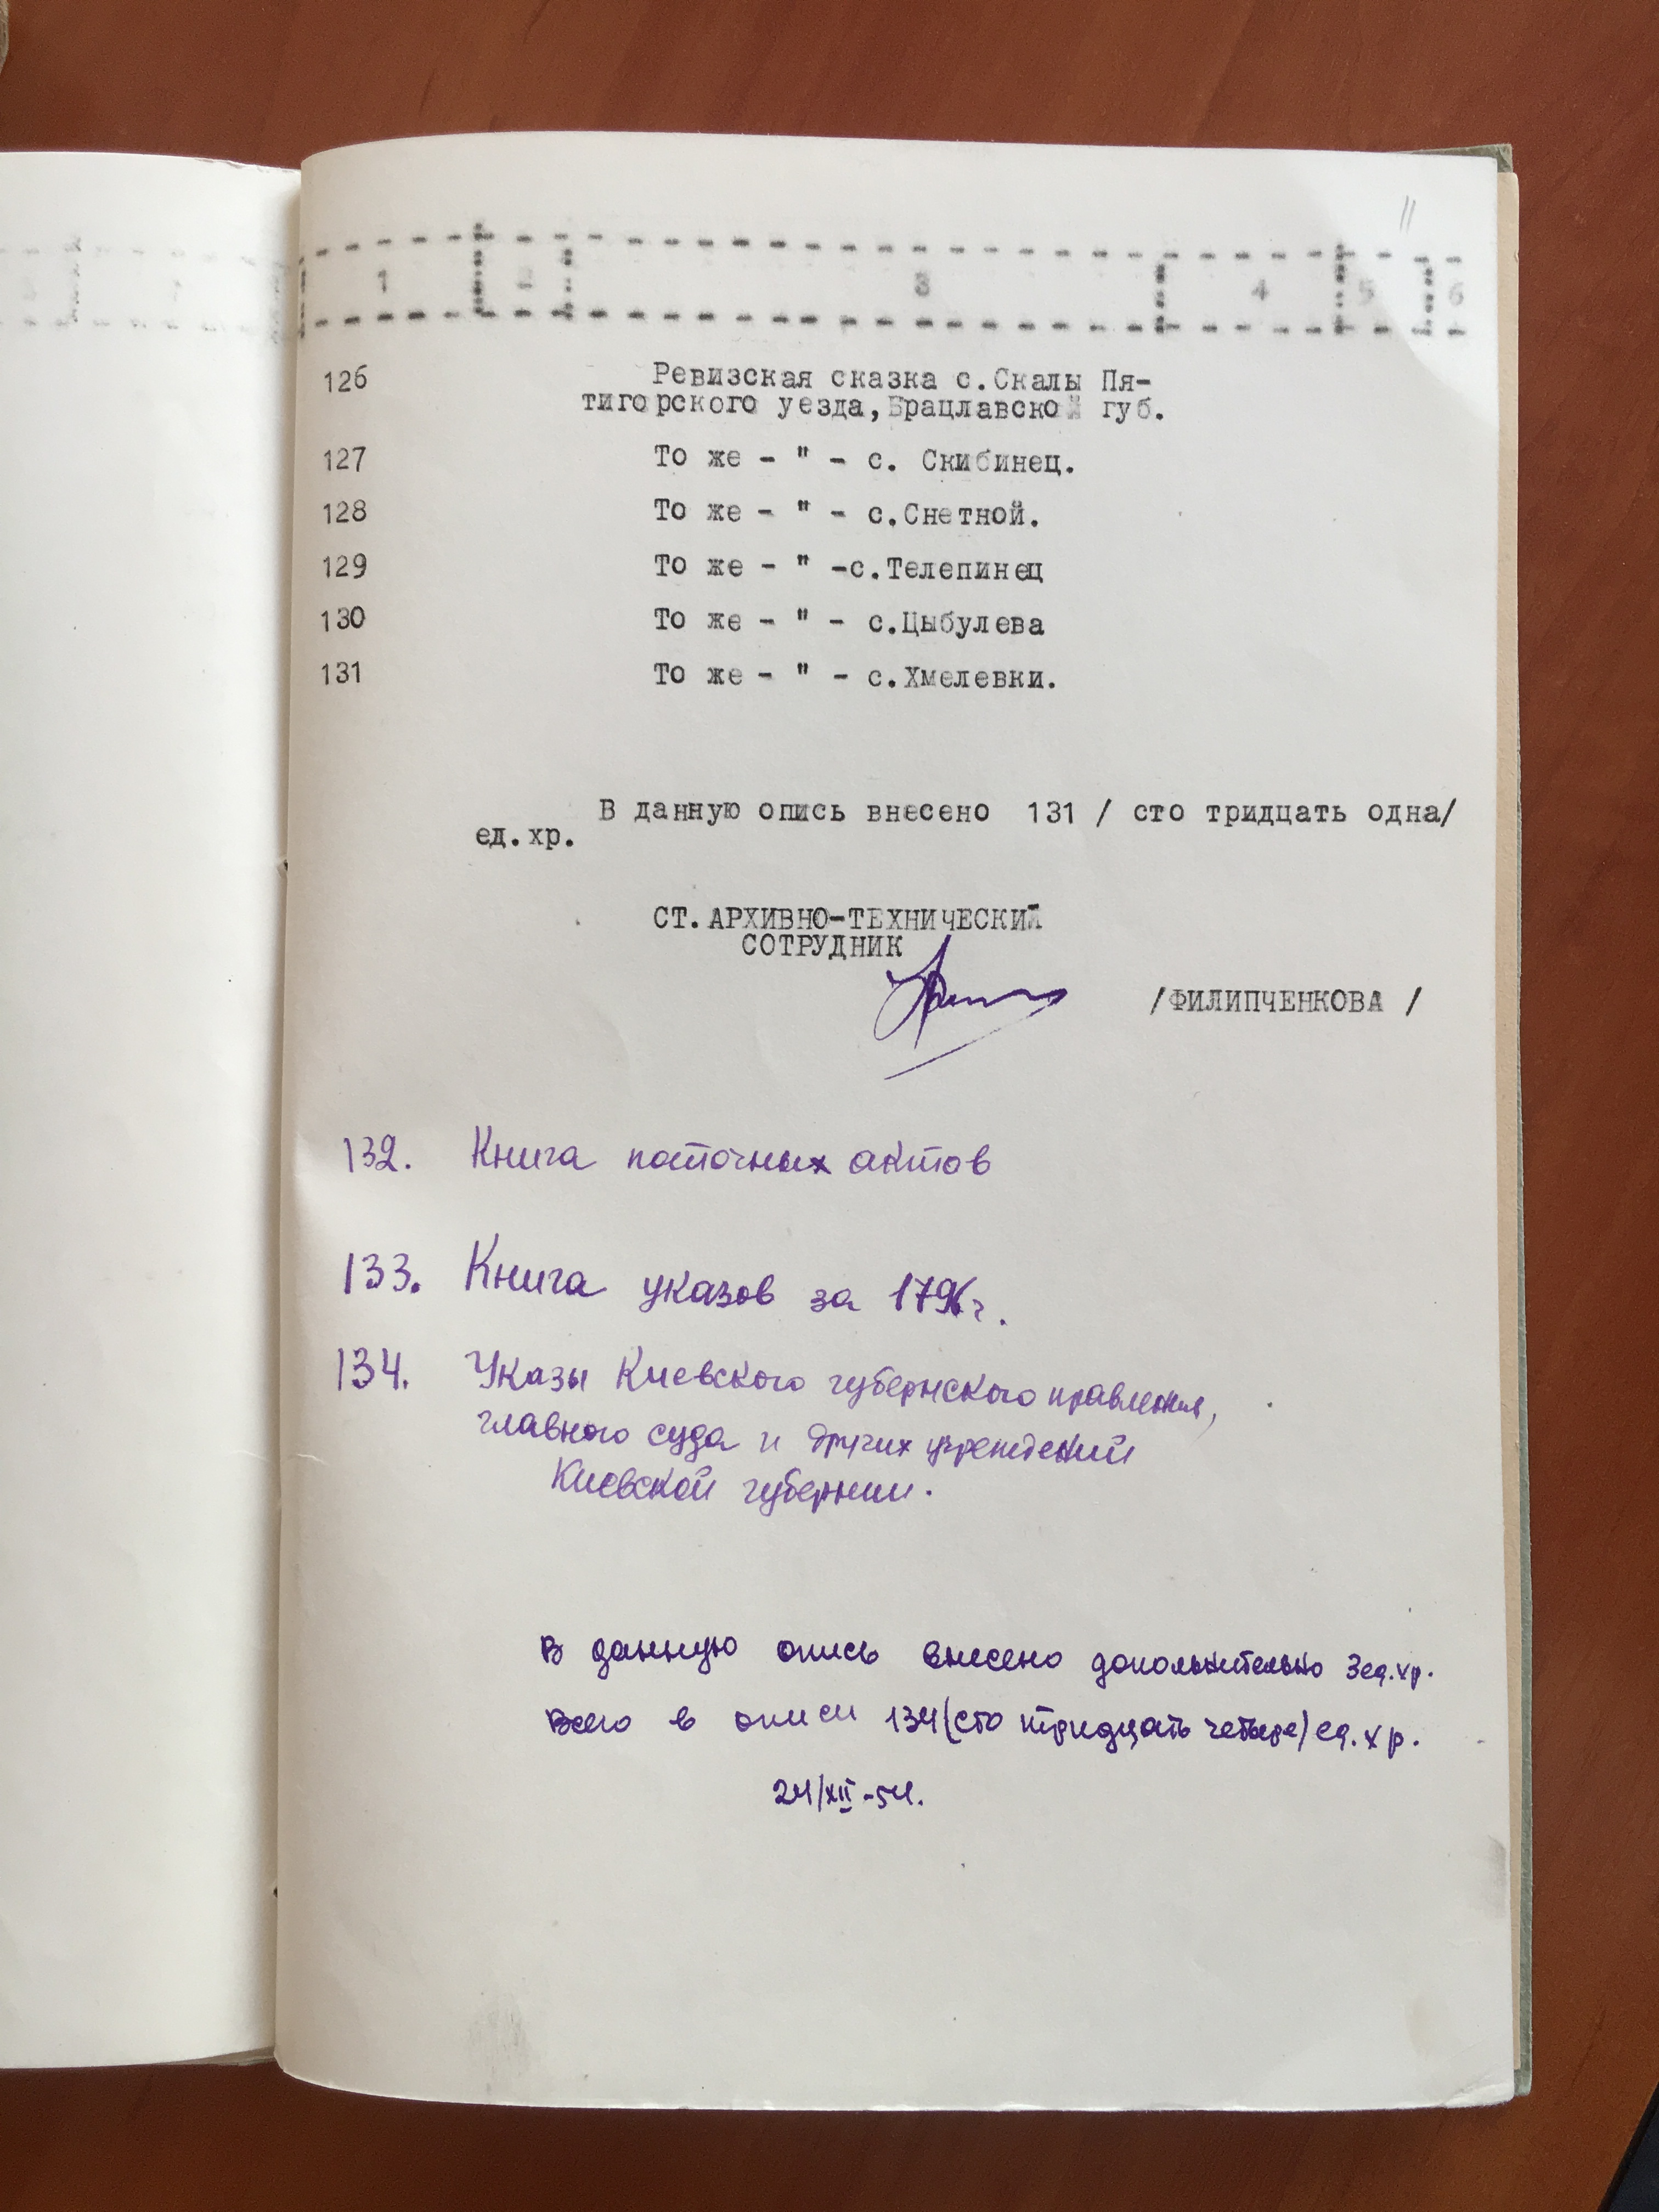 11
1 2 3 4 5 6
126 Ревизская сказка с.Скалы Пя-
тигорского уезда,Брацлавской губ.
127 То же - " - с. Скибинец.
128 То же - " - с.Снетной.
129 То же - " -с.Телепинец
130 То же - " - с.Цыбулева
131 То же - " - с.Хмелевки.
В данную опись внесено 131 / сто тридцать одна/
ед.хр.
СТ.АРХИВНО-ТЕХНИЧЕСКИЙ
СОТРУДНИК
/ФИЛИПЧЕНКОВА /
132. Книга поточных актов
133. Книга указов за 1796г.
134. Указы Киевского губернского правления,
главного суда и других учреждений
Киевской губернии.
В данную опись внесено дополнительно 3ед.хр.
Всего в описи 134(сто тридцать четыре)ед.хр.
24/XII-54.